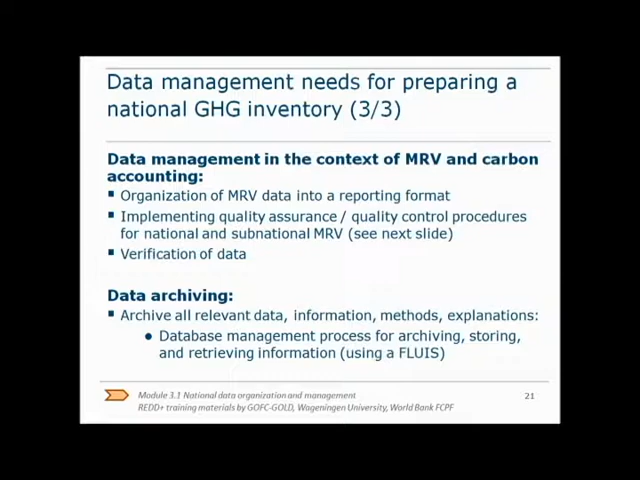 Data management needs for preparing a
national GHG inventory (3/3)
Data management in the context of MRV and carbon
accounting:
▪ Organization of MRV data into a reporting format
▪ Implementing quality assurance / quality control procedures
for national and subnational MRV (see next slide)
▪ Verification of data
Data archiving:
▪ Archive all relevant data, information, methods, explanations:
● Database management process for archiving, storing,
and retrieving information (using a FLUIS)
Module 3.1 National data organization and management
REDD+ training materials by GOFC-GOLD, Wageningen University, World Bank FCPF
21